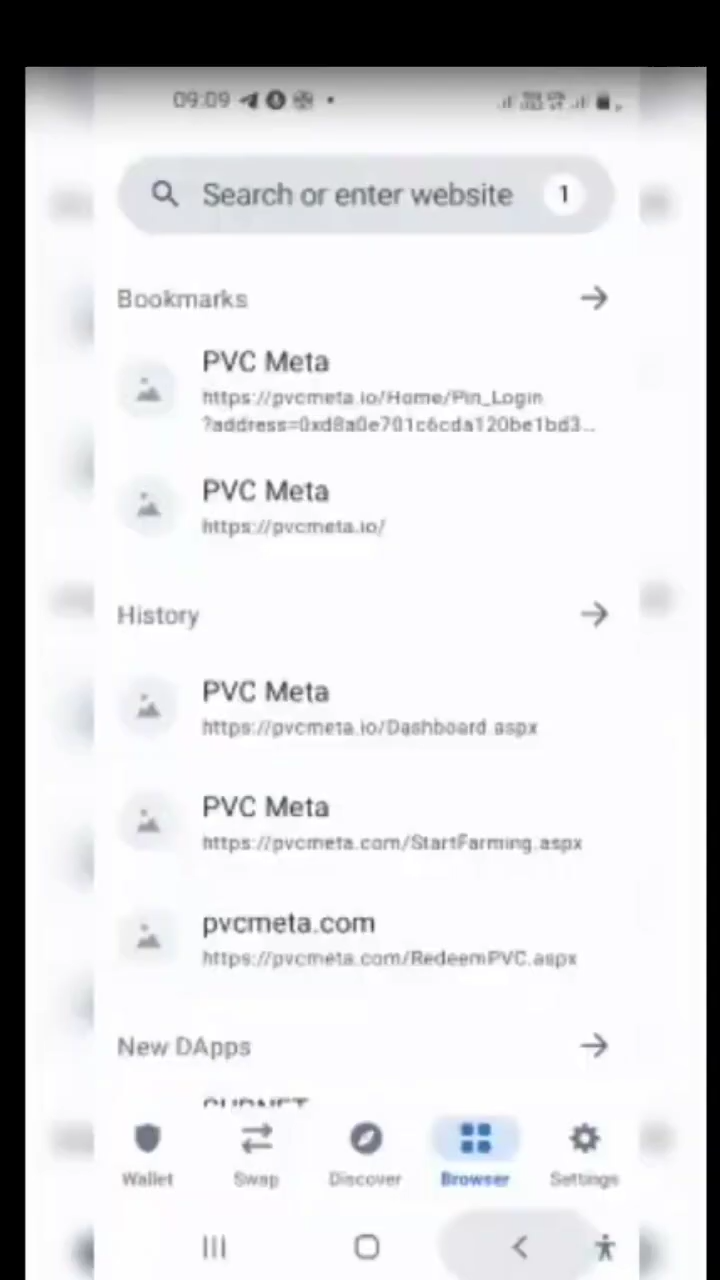 09:09
Search or enter website 1
Bookmarks
PVC Meta
https://pvcmeta.io/Home/Pin_Login
?address=0xd8a0e701c6cda120be1bd3...
PVC Meta
https://pvcmeta.io/
History
PVC Meta
https://pvcmeta.io/Dashboard.aspx
PVC Meta
https://pvcmeta.com/StartFarming.aspx
pvcmeta.com
https://pvcmeta.com/RedeemPVC.aspx
New DApps
Wallet Swap Discover Browser Settings